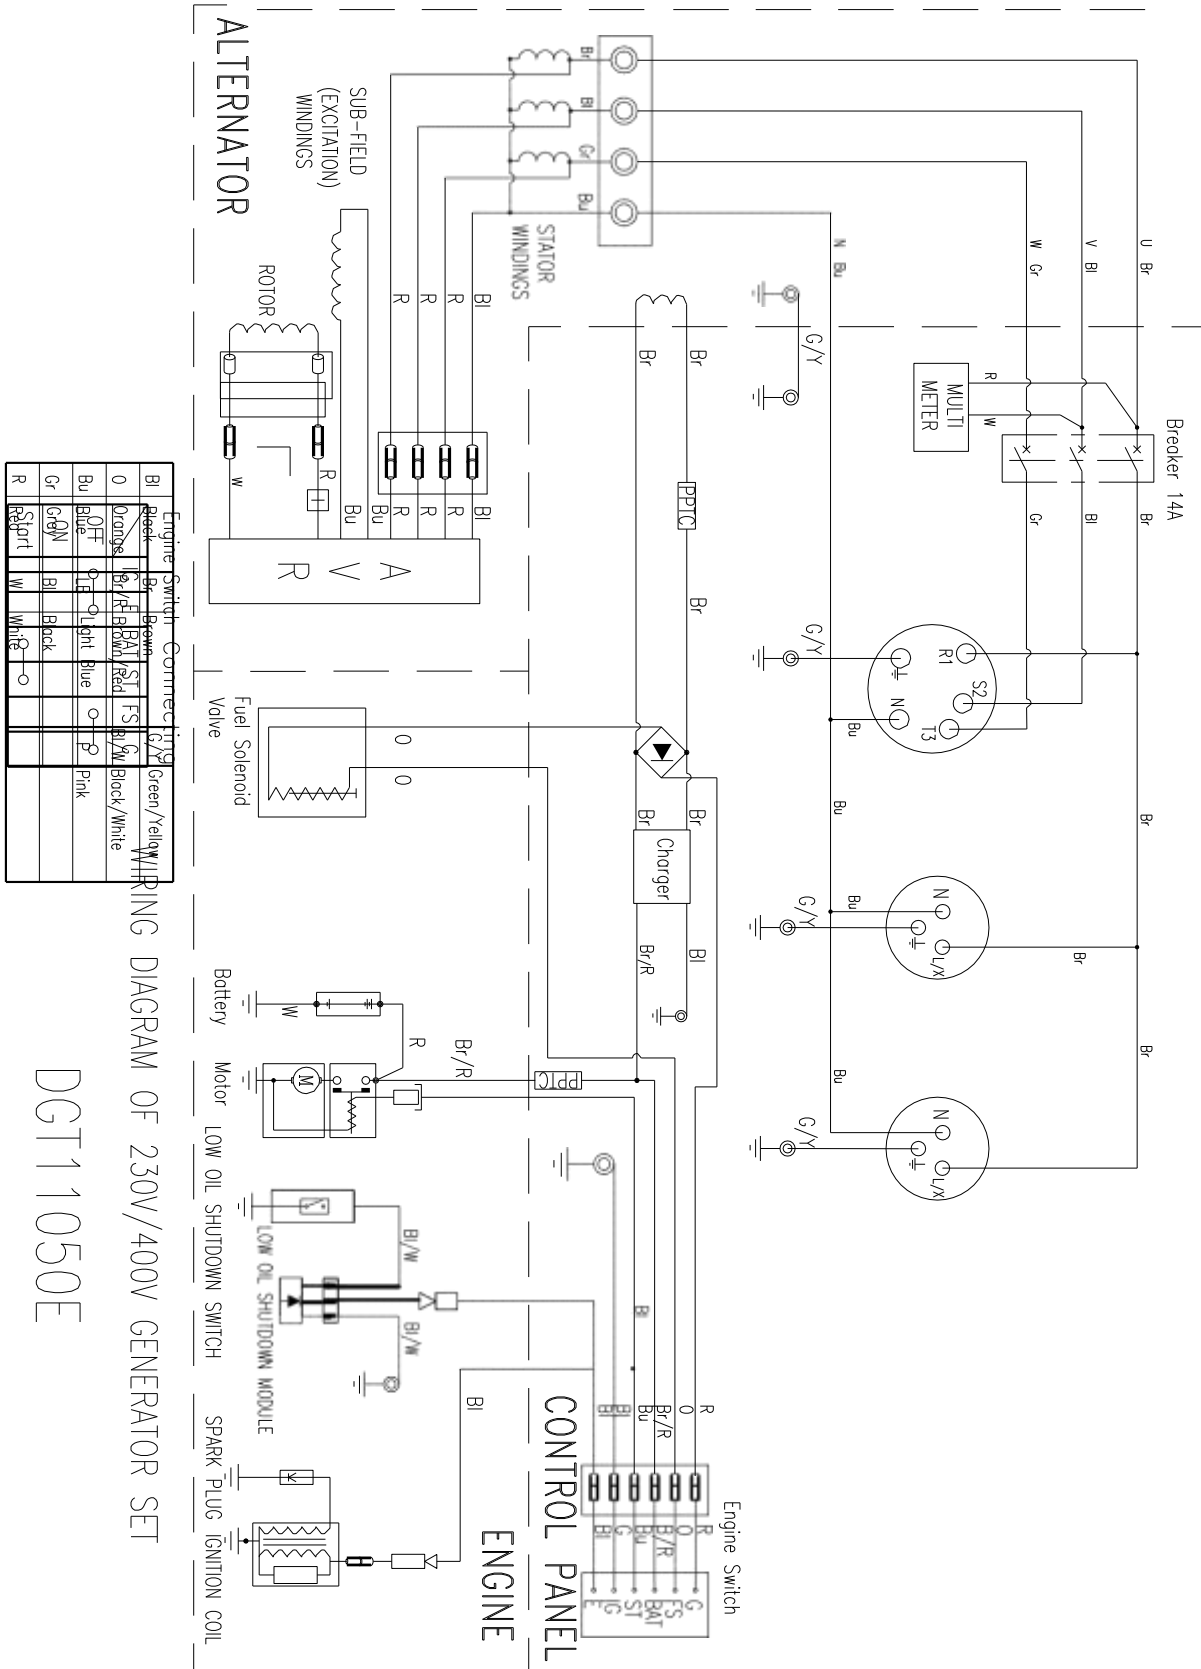 ALTERNATOR
SUB-FIELD
(EXCITATION)
WINDINGS
ROTOR
STATOR
WINDINGS
Br
Bl
Gr
Bu
U Br
V Bl
W Gr
N Bu
Breaker 14A
MULTI
METER
R
W
Br
Bl
Gr
Bl
R
R
R
Bl
R
R
R
Bu
Bu
R
W
A V R
Br
Br
PPTC
Br
G/Y
G/Y
R1
S2
T3
N
Bu
Br
Bu
Fuel Solenoid
Valve
O
O
Br
Br
Charger
Bl
Br/R
N
L/X
Bu
G/Y
Br
Br
Bu
N
L/X
G/Y
Battery
W
R
Motor
M
Br/R
PPTC
LOW OIL SHUTDOWN SWITCH
LOW OIL SHUTDOWN MODULE
Bl/W
Bl/W
Bl
Bl
SPARK PLUG
IGNITION COIL
CONTROL PANEL
ENGINE
Engine Switch
R
O
Br/R
Bu
Bl
Bl
R
O
B/R
Bu
G
Bl
G
FS
BAT
ST
IG
E
Engine Switch Connecting
OFF
ON
Start
IG
E
BAT
ST
FS
G
Bl Black
Br Brown
G/Y Green/Yellow
O Orange
Br/R Brown/Red
Bl/W Black/White
Bu Blue
LB Light Blue
P Pink
Gr Grey
Bl Black
R Red
W White
WIRING DIAGRAM OF 230V/400V GENERATOR SET
DGT11050E